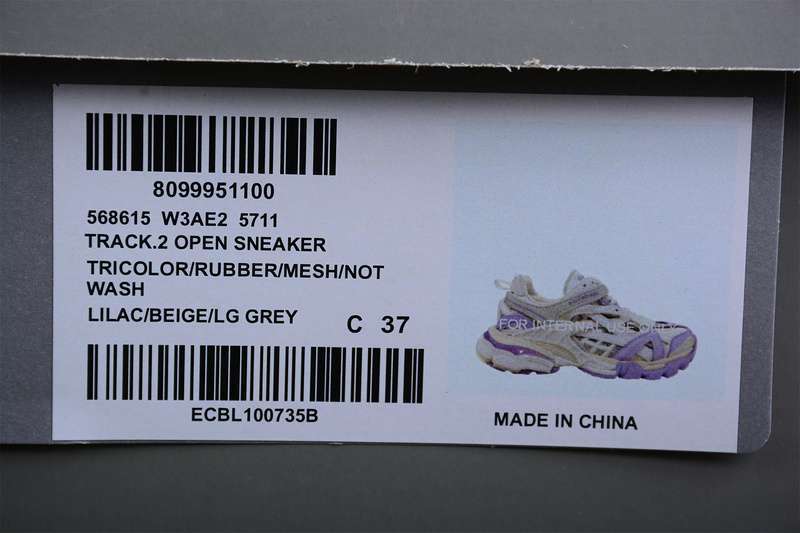 8099951100
568615 W3AE2 5711
TRACK.2 OPEN SNEAKER
TRICOLOR/RUBBER/MESH/NOT
WASH
LILAC/BEIGE/LG GREY C 37
ECBL100735B
FOR INTERNAL USE ONLY
MADE IN CHINA